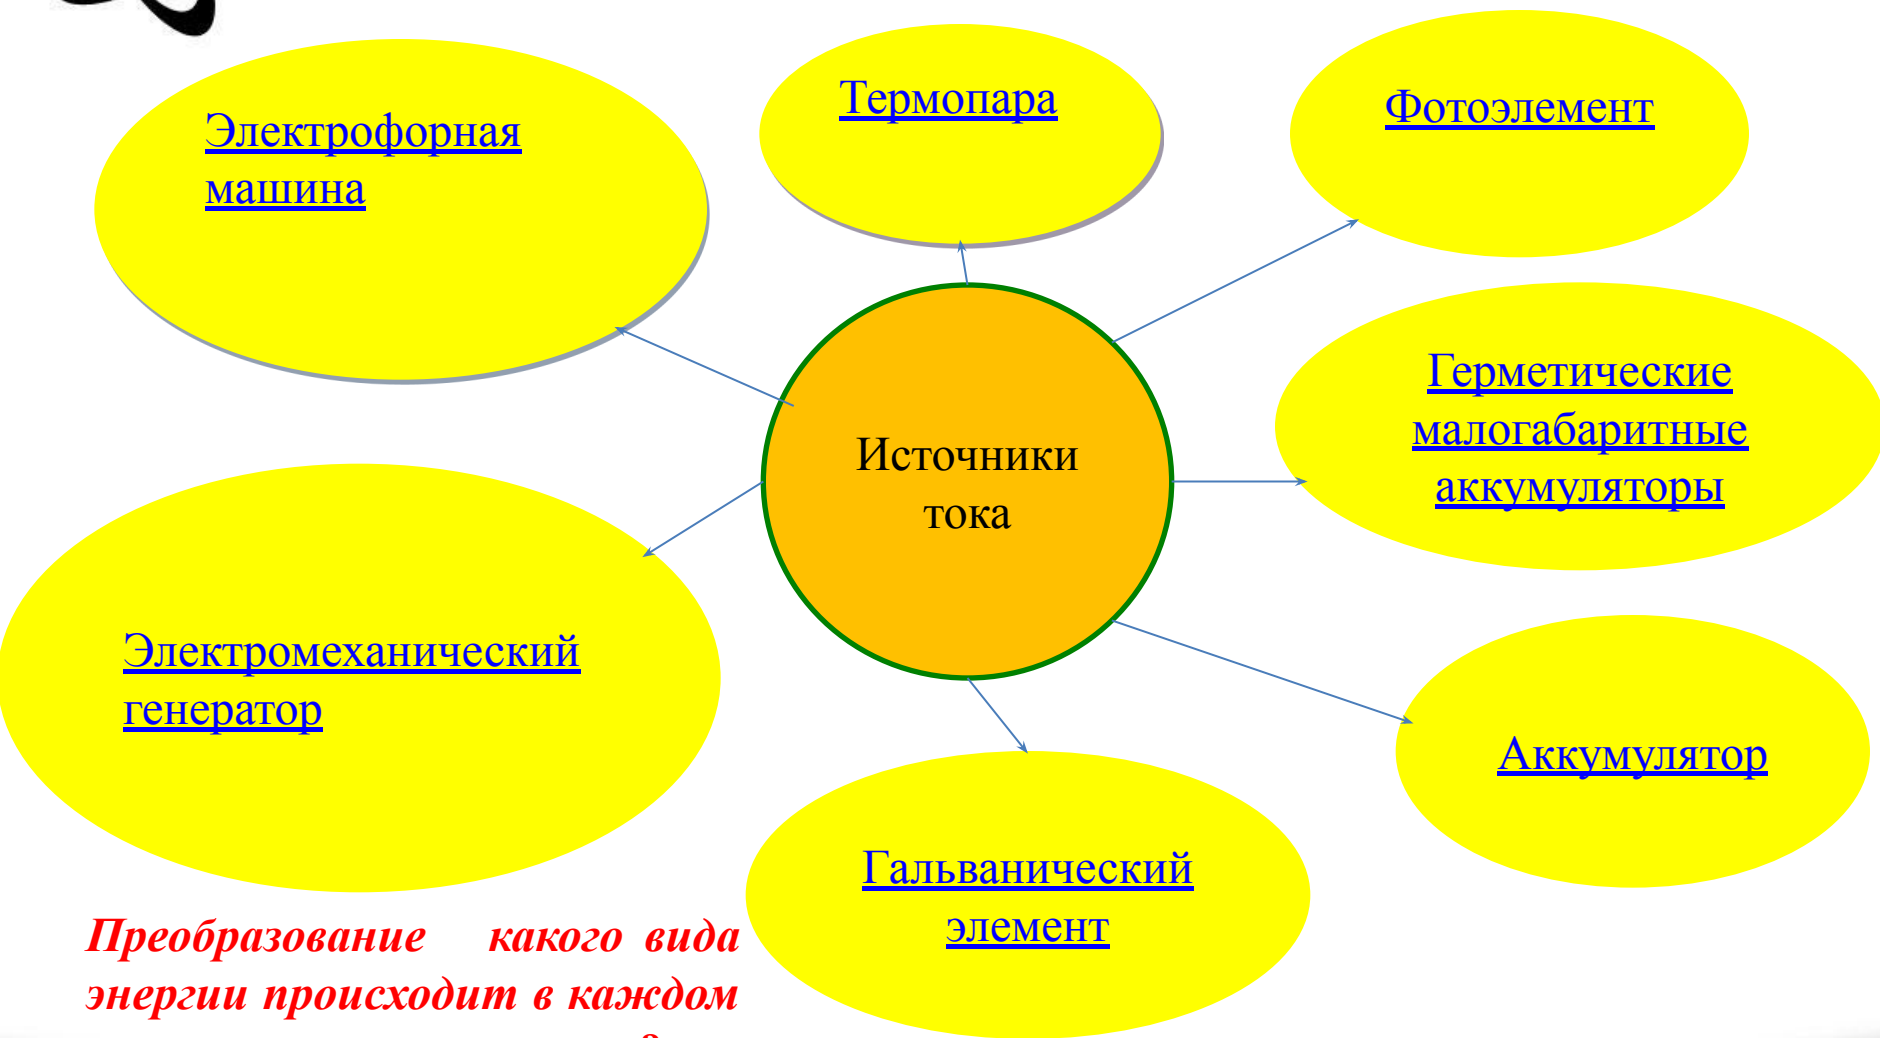 Электрофорная
машина
Термопара
Фотоэлемент
Герметические
малогабаритные
аккумуляторы
Источники
тока
Электромеханический
генератор
Аккумулятор
Гальванический
элемент
Преобразование какого вида
энергии происходит в каждом